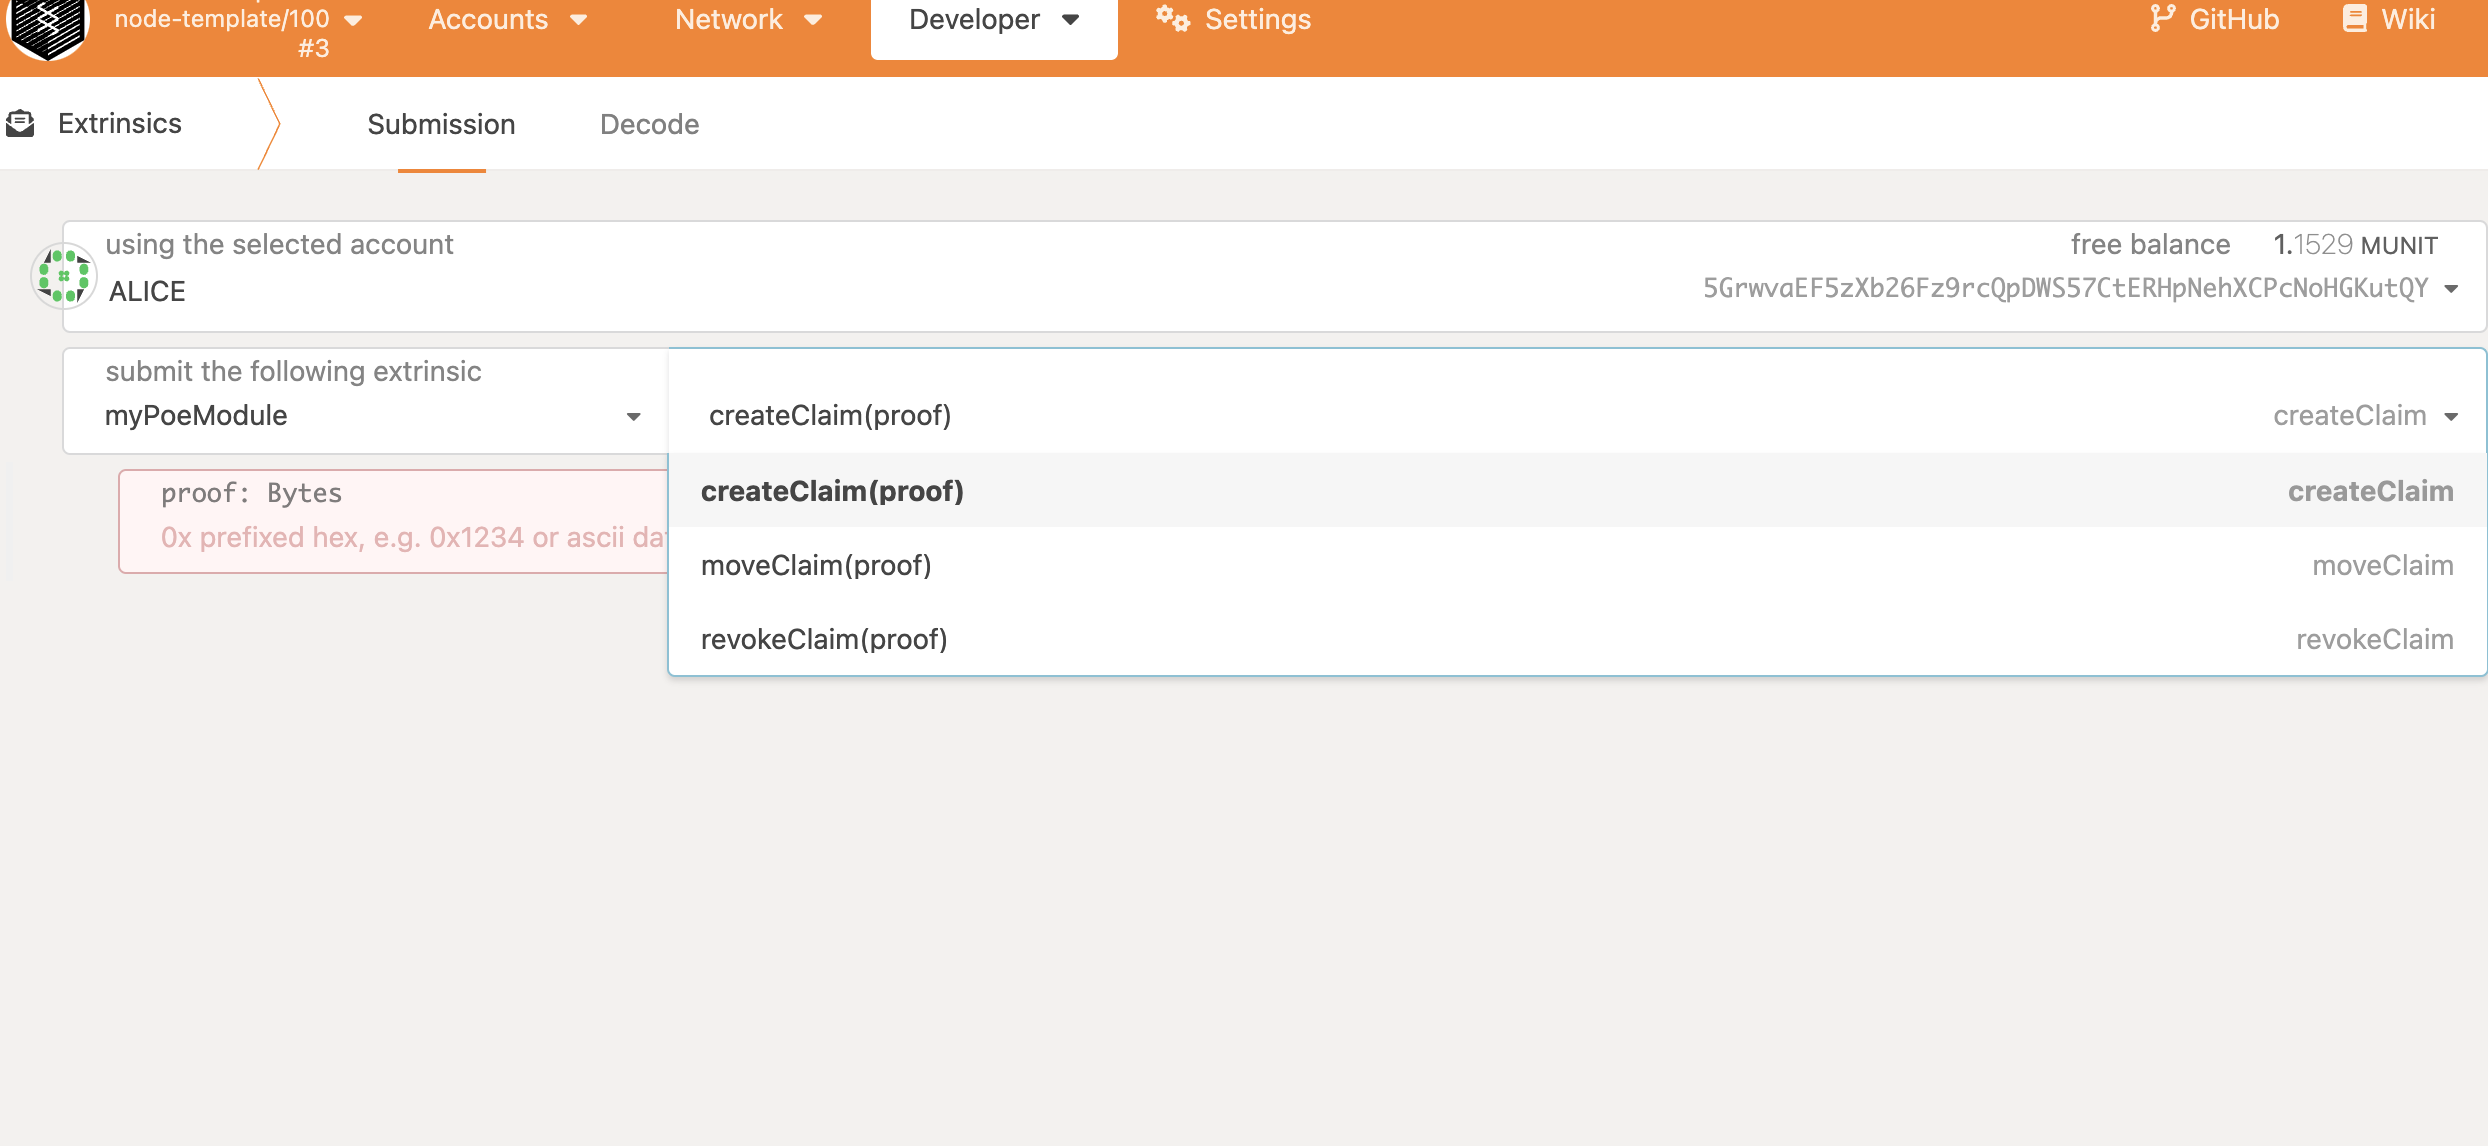 node-template/100 Accounts Network Developer Settings GitHub Wiki
#3
Extrinsics Submission Decode
using the selected account free balance 1.1529 MUNIT
ALICE 5GrwvaEF5zXb26Fz9rcQpDWS57CtERHpNehXCPcNoHGKutQY
submit the following extrinsic
myPoeModule createClaim(proof) createClaim
proof: Bytes createClaim(proof) createClaim
0x prefixed hex, e.g. 0x1234 or ascii da
moveClaim(proof) moveClaim
revokeClaim(proof) revokeClaim